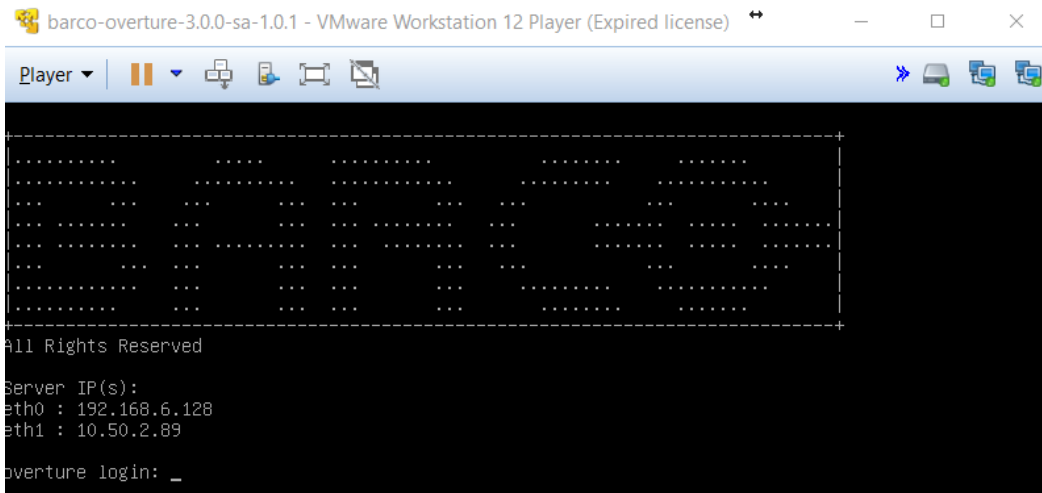 barco-overture-3.0.0-sa-1.0.1 - VMware Workstation 12 Player (Expired license)
Player
BARCO
All Rights Reserved
Server IP(s):
eth0 : 192.168.6.128
eth1 : 10.50.2.89
overture login: _